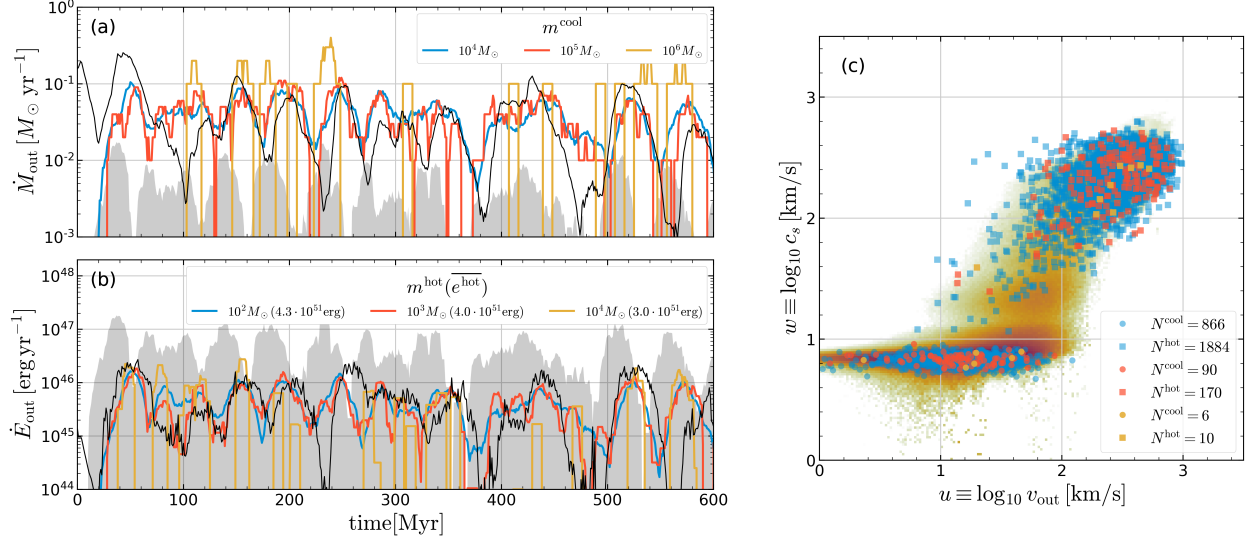 (a)
m^cool
10^4 M_⊙ 10^5 M_⊙ 10^6 M_⊙
Ṁ_out [M_⊙ yr^−1]
10^0
10^−1
10^−2
10^−3
(b)
m^hot(e^hot)
10^2 M_⊙(4.3 · 10^51 erg) 10^3 M_⊙(4.0 · 10^51 erg) 10^4 M_⊙(3.0 · 10^51 erg)
Ė_out [erg yr^−1]
10^48
10^47
10^46
10^45
10^44
0 100 200 300 400 500 600
time[Myr]
(c)
w ≡ log_10 c_s [km/s]
3
2
1
0
N^cool = 866
N^hot = 1884
N^cool = 90
N^hot = 170
N^cool = 6
N^hot = 10
0 1 2 3
u ≡ log_10 v_out [km/s]